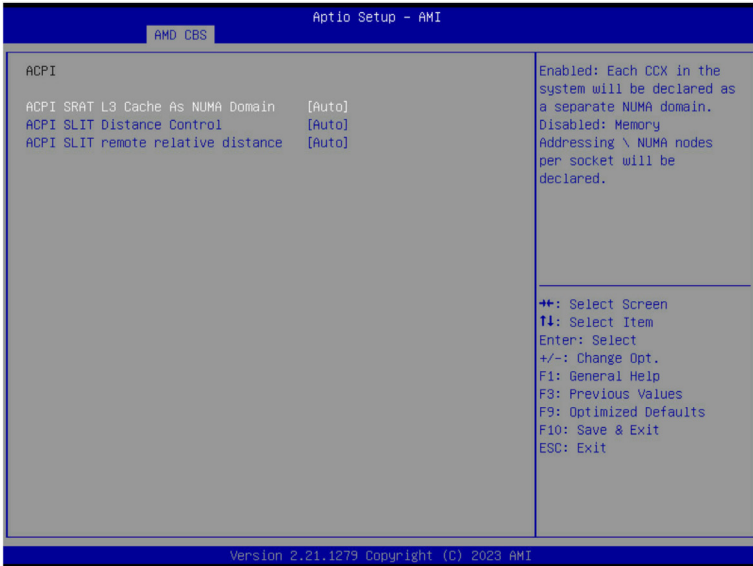 Aptio Setup – AMI
AMD CBS
ACPI
ACPI SRAT L3 Cache As NUMA Domain [Auto]
ACPI SLIT Distance Control [Auto]
ACPI SLIT remote relative distance [Auto]
Enabled: Each CCX in the
system will be declared as
a separate NUMA domain.
Disabled: Memory
Addressing \ NUMA nodes
per socket will be
declared.
→←: Select Screen
↑↓: Select Item
Enter: Select
+/-: Change Opt.
F1: General Help
F3: Previous Values
F9: Optimized Defaults
F10: Save & Exit
ESC: Exit
Version 2.21.1279 Copyright (C) 2023 AMI